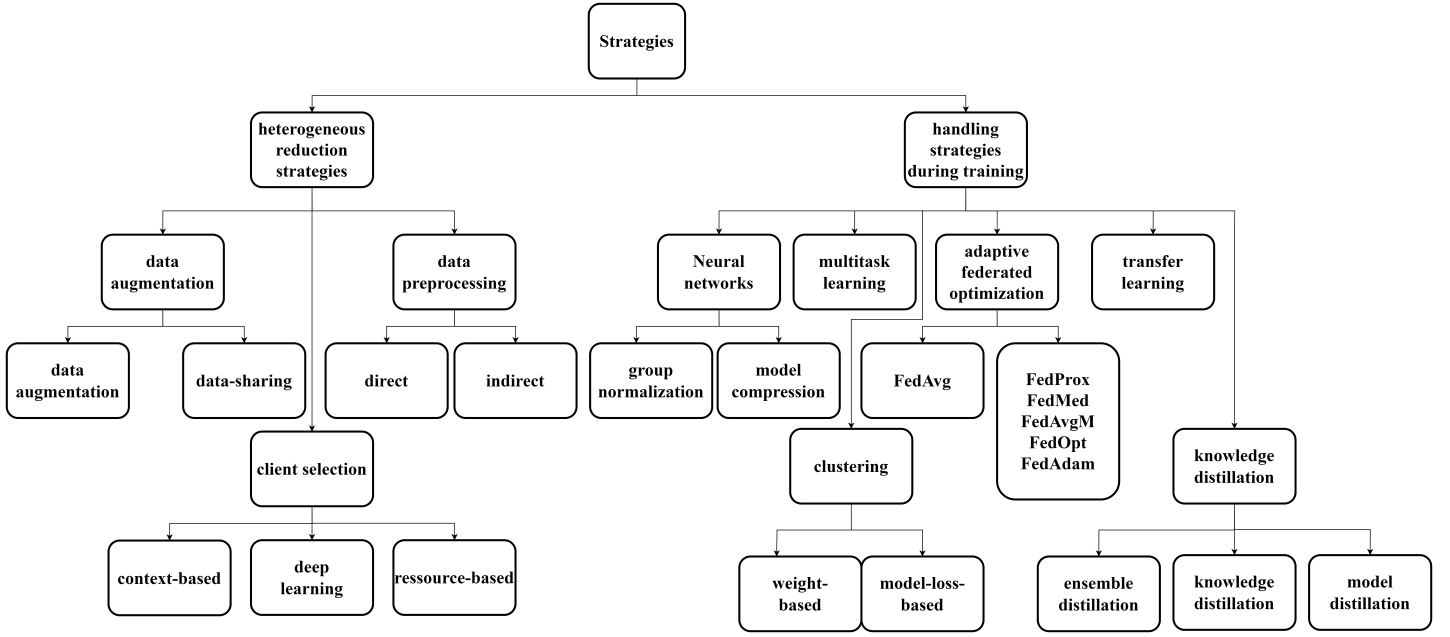 Strategies
heterogeneous
reduction
strategies
handling
strategies
during training
data
augmentation
data
preprocessing
Neural
networks
multitask
learning
adaptive
federated
optimization
transfer
learning
data
augmentation
data-sharing
direct
indirect
group
normalization
model
compression
FedAvg
FedProx
FedMed
FedAvgM
FedOpt
FedAdam
client selection
clustering
knowledge
distillation
context-based
deep
learning
ressource-based
weight-
based
model-loss-
based
ensemble
distillation
knowledge
distillation
model
distillation